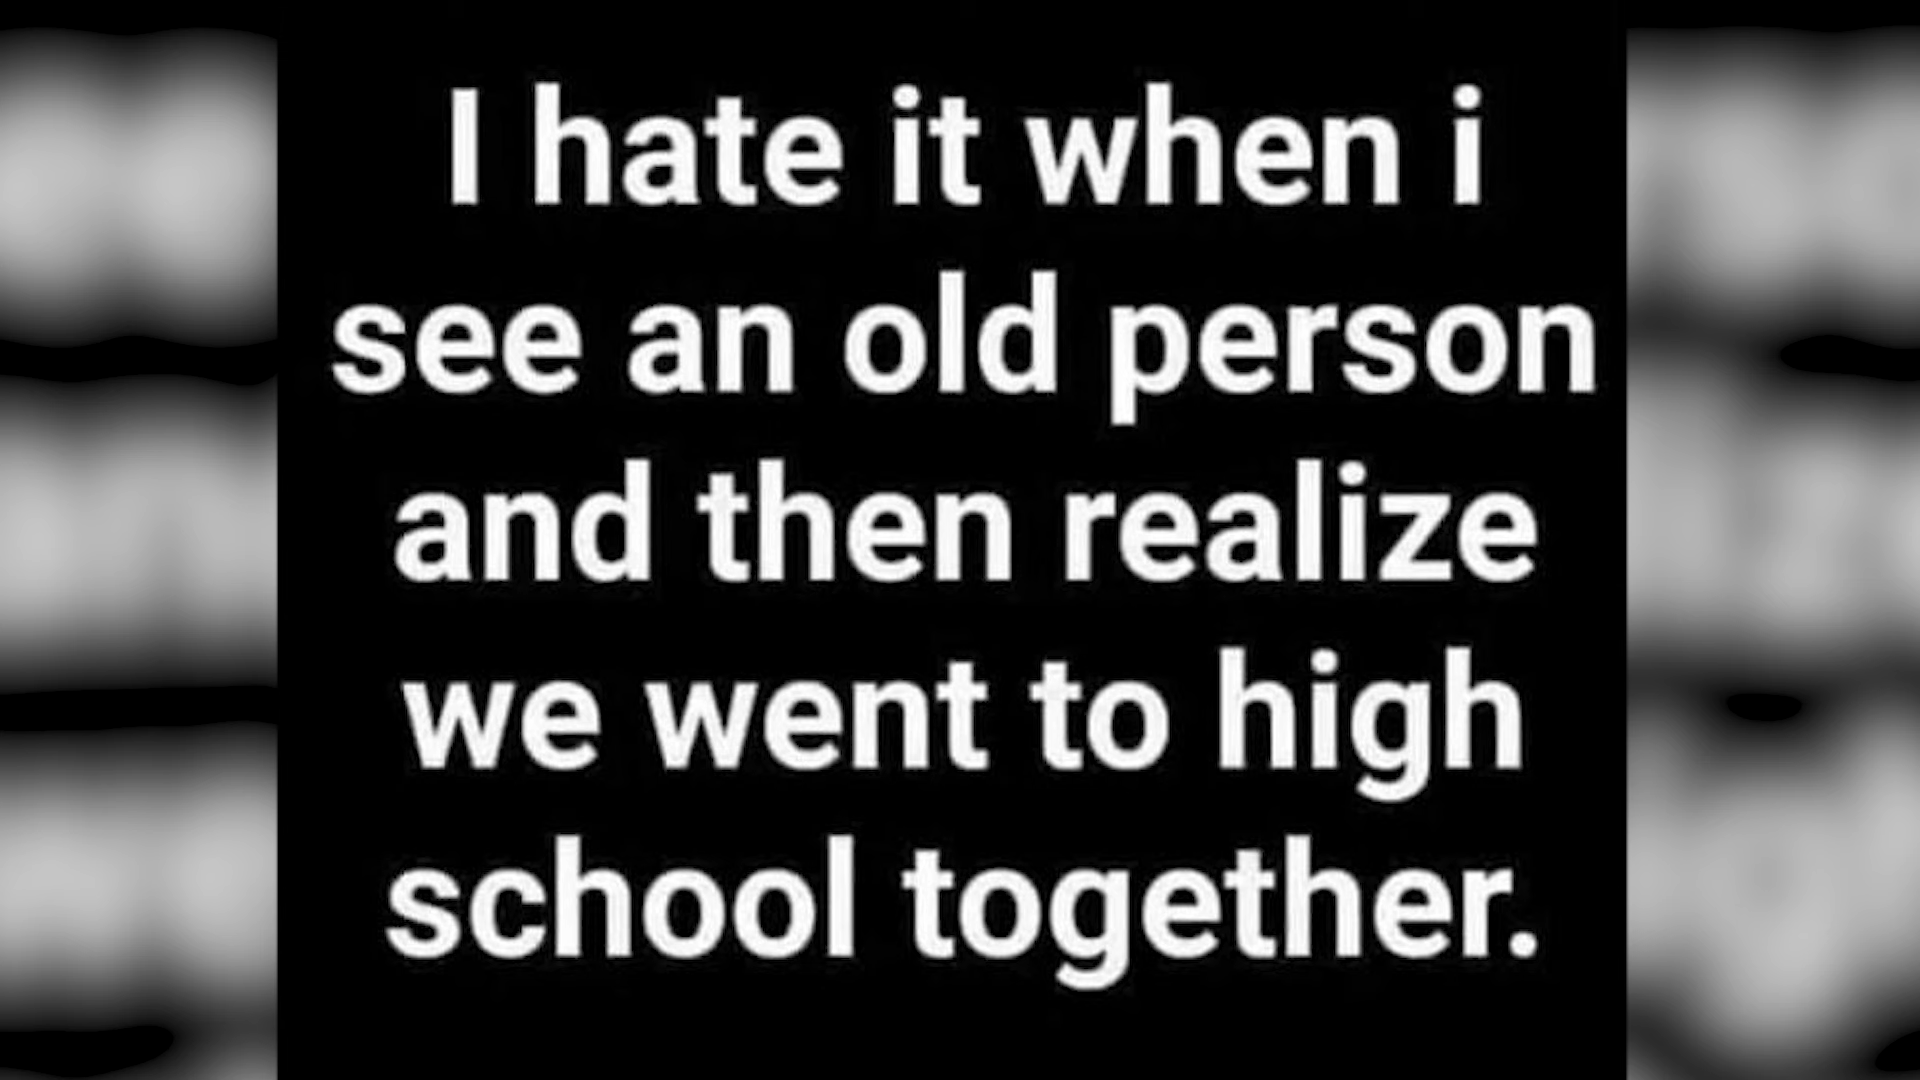 I hate it when i
see an old person
and then realize
we went to high
school together.